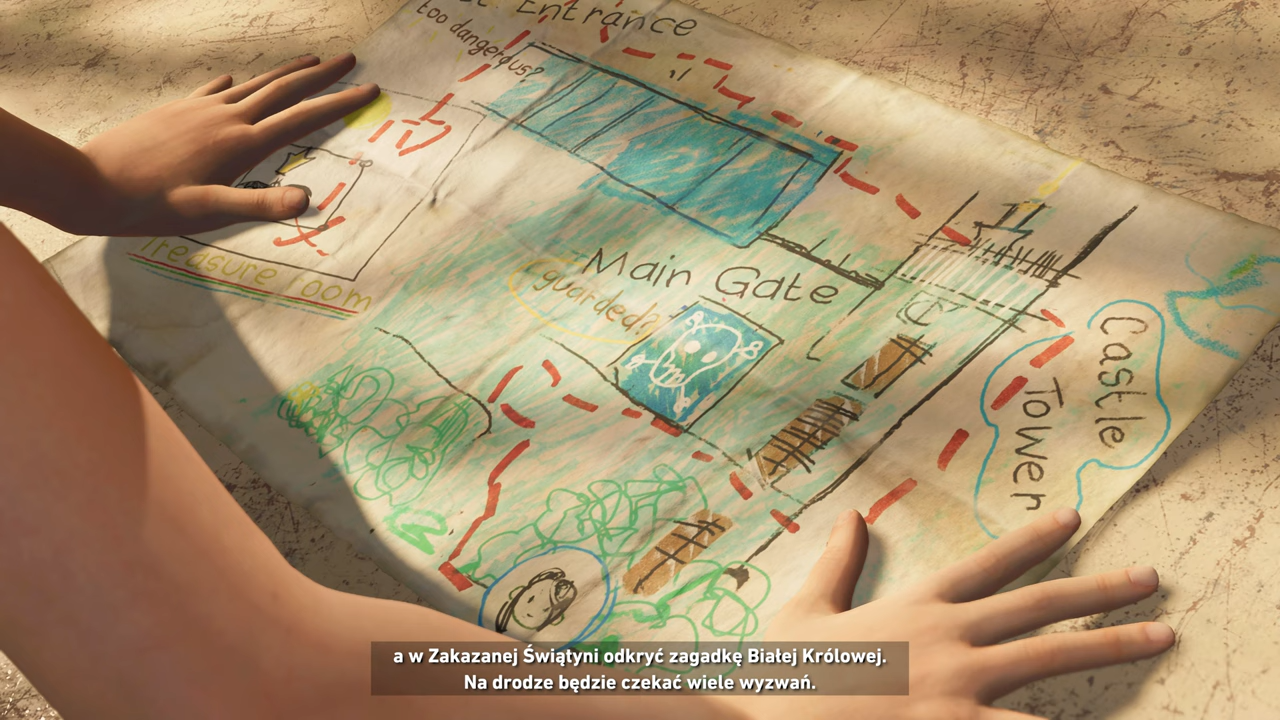 Entrance
too dangerous?
Treasure room
Main Gate
(guarded?)
Castle
Tower
a w Zakazanej Świątyni odkryć zagadkę Białej Królowej.
Na drodze będzie czekać wiele wyzwań.